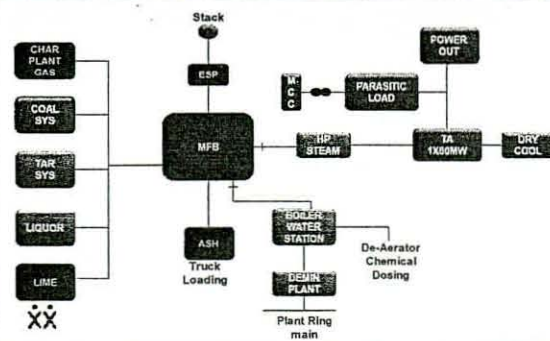 Stack
CHAR
PLANT
GAS
COAL
SYS
TAR
SYS
LIQUOR
LIME
ESP
MFB
ASH
Truck
Loading
M
C
C
PARASITIC
LOAD
POWER
OUT
HP
STEAM
TA
1X80MW
DRY
COOL
BOILER
WATER
STATION
De-Aerator
Chemical
Dosing
DEMIN
PLANT
Plant Ring
main